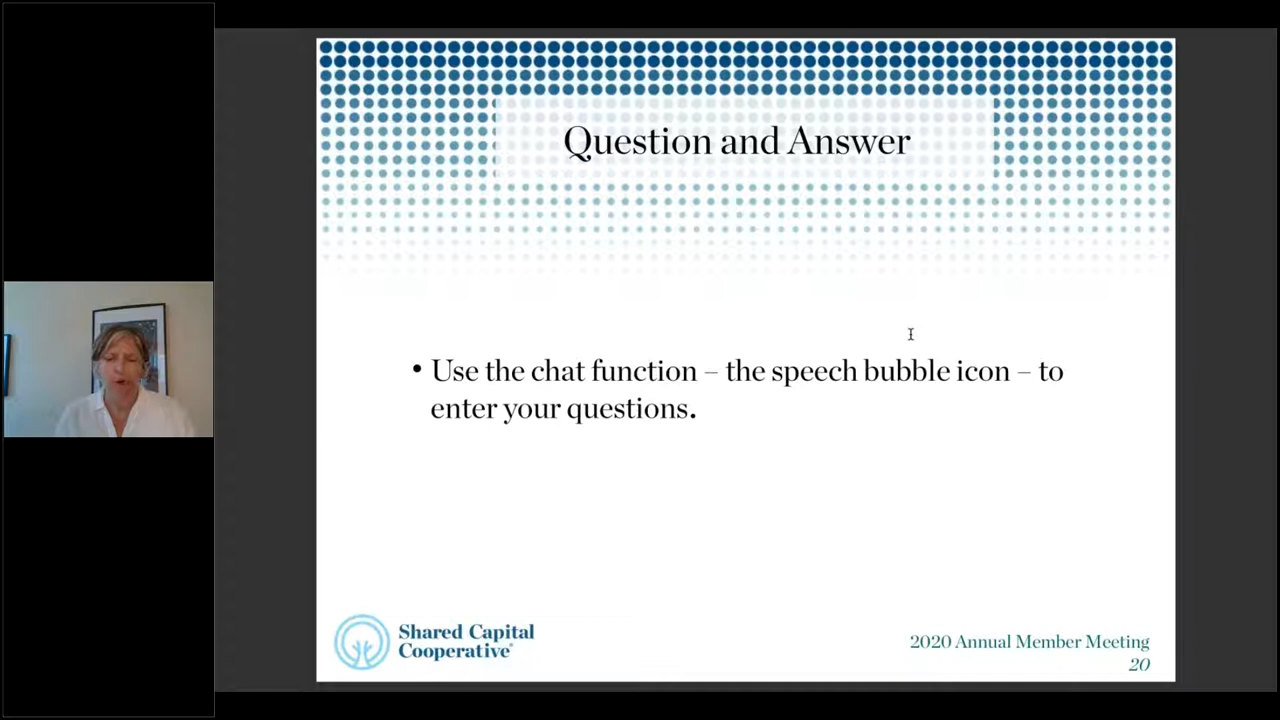 Question and Answer
• Use the chat function – the speech bubble icon – to
enter your questions.
Shared Capital
Cooperative®
2020 Annual Member Meeting
20